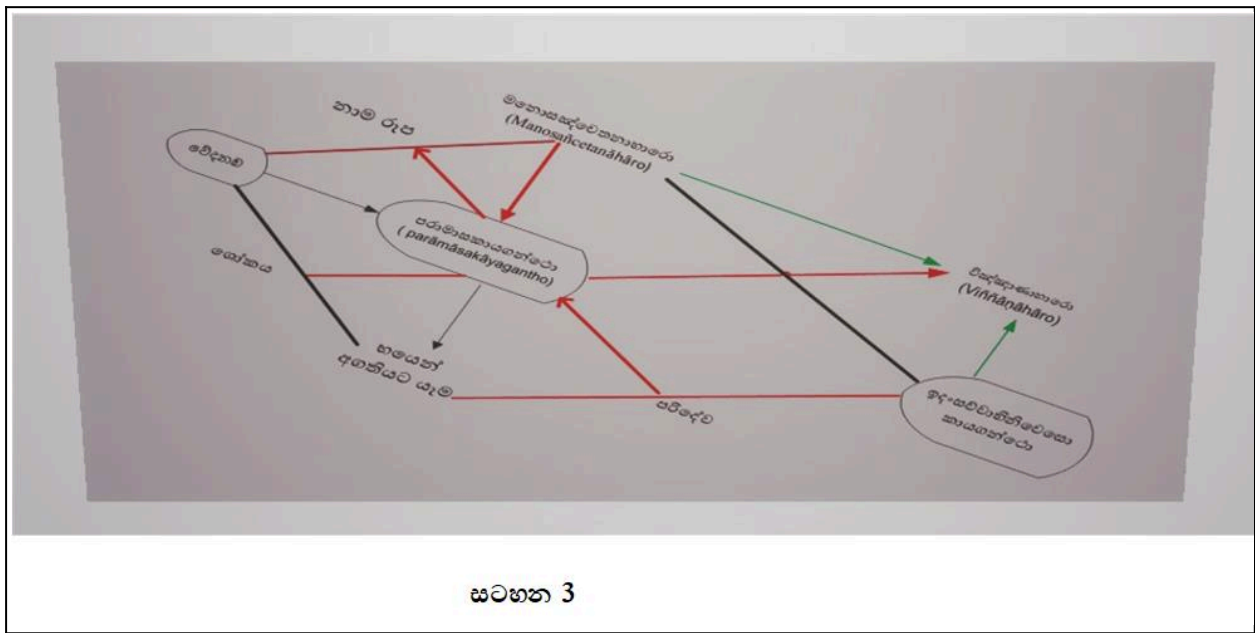 නාම රූප
මනොසඤ්චෙතනාහාරො
(Manosañcetanāhāro)
වේදනාව
පරාමාසකායගන්ථො
( parāmāsakāyagantho)
ශෝකය
විඤ්ඤාණාහාරො
(Viññāṇāhāro)
භයෙන්
අගතියට යෑම
පරිදේව
ඉදංසච්චාභිනිවෙසො
කායගන්ථො
සටහන 3